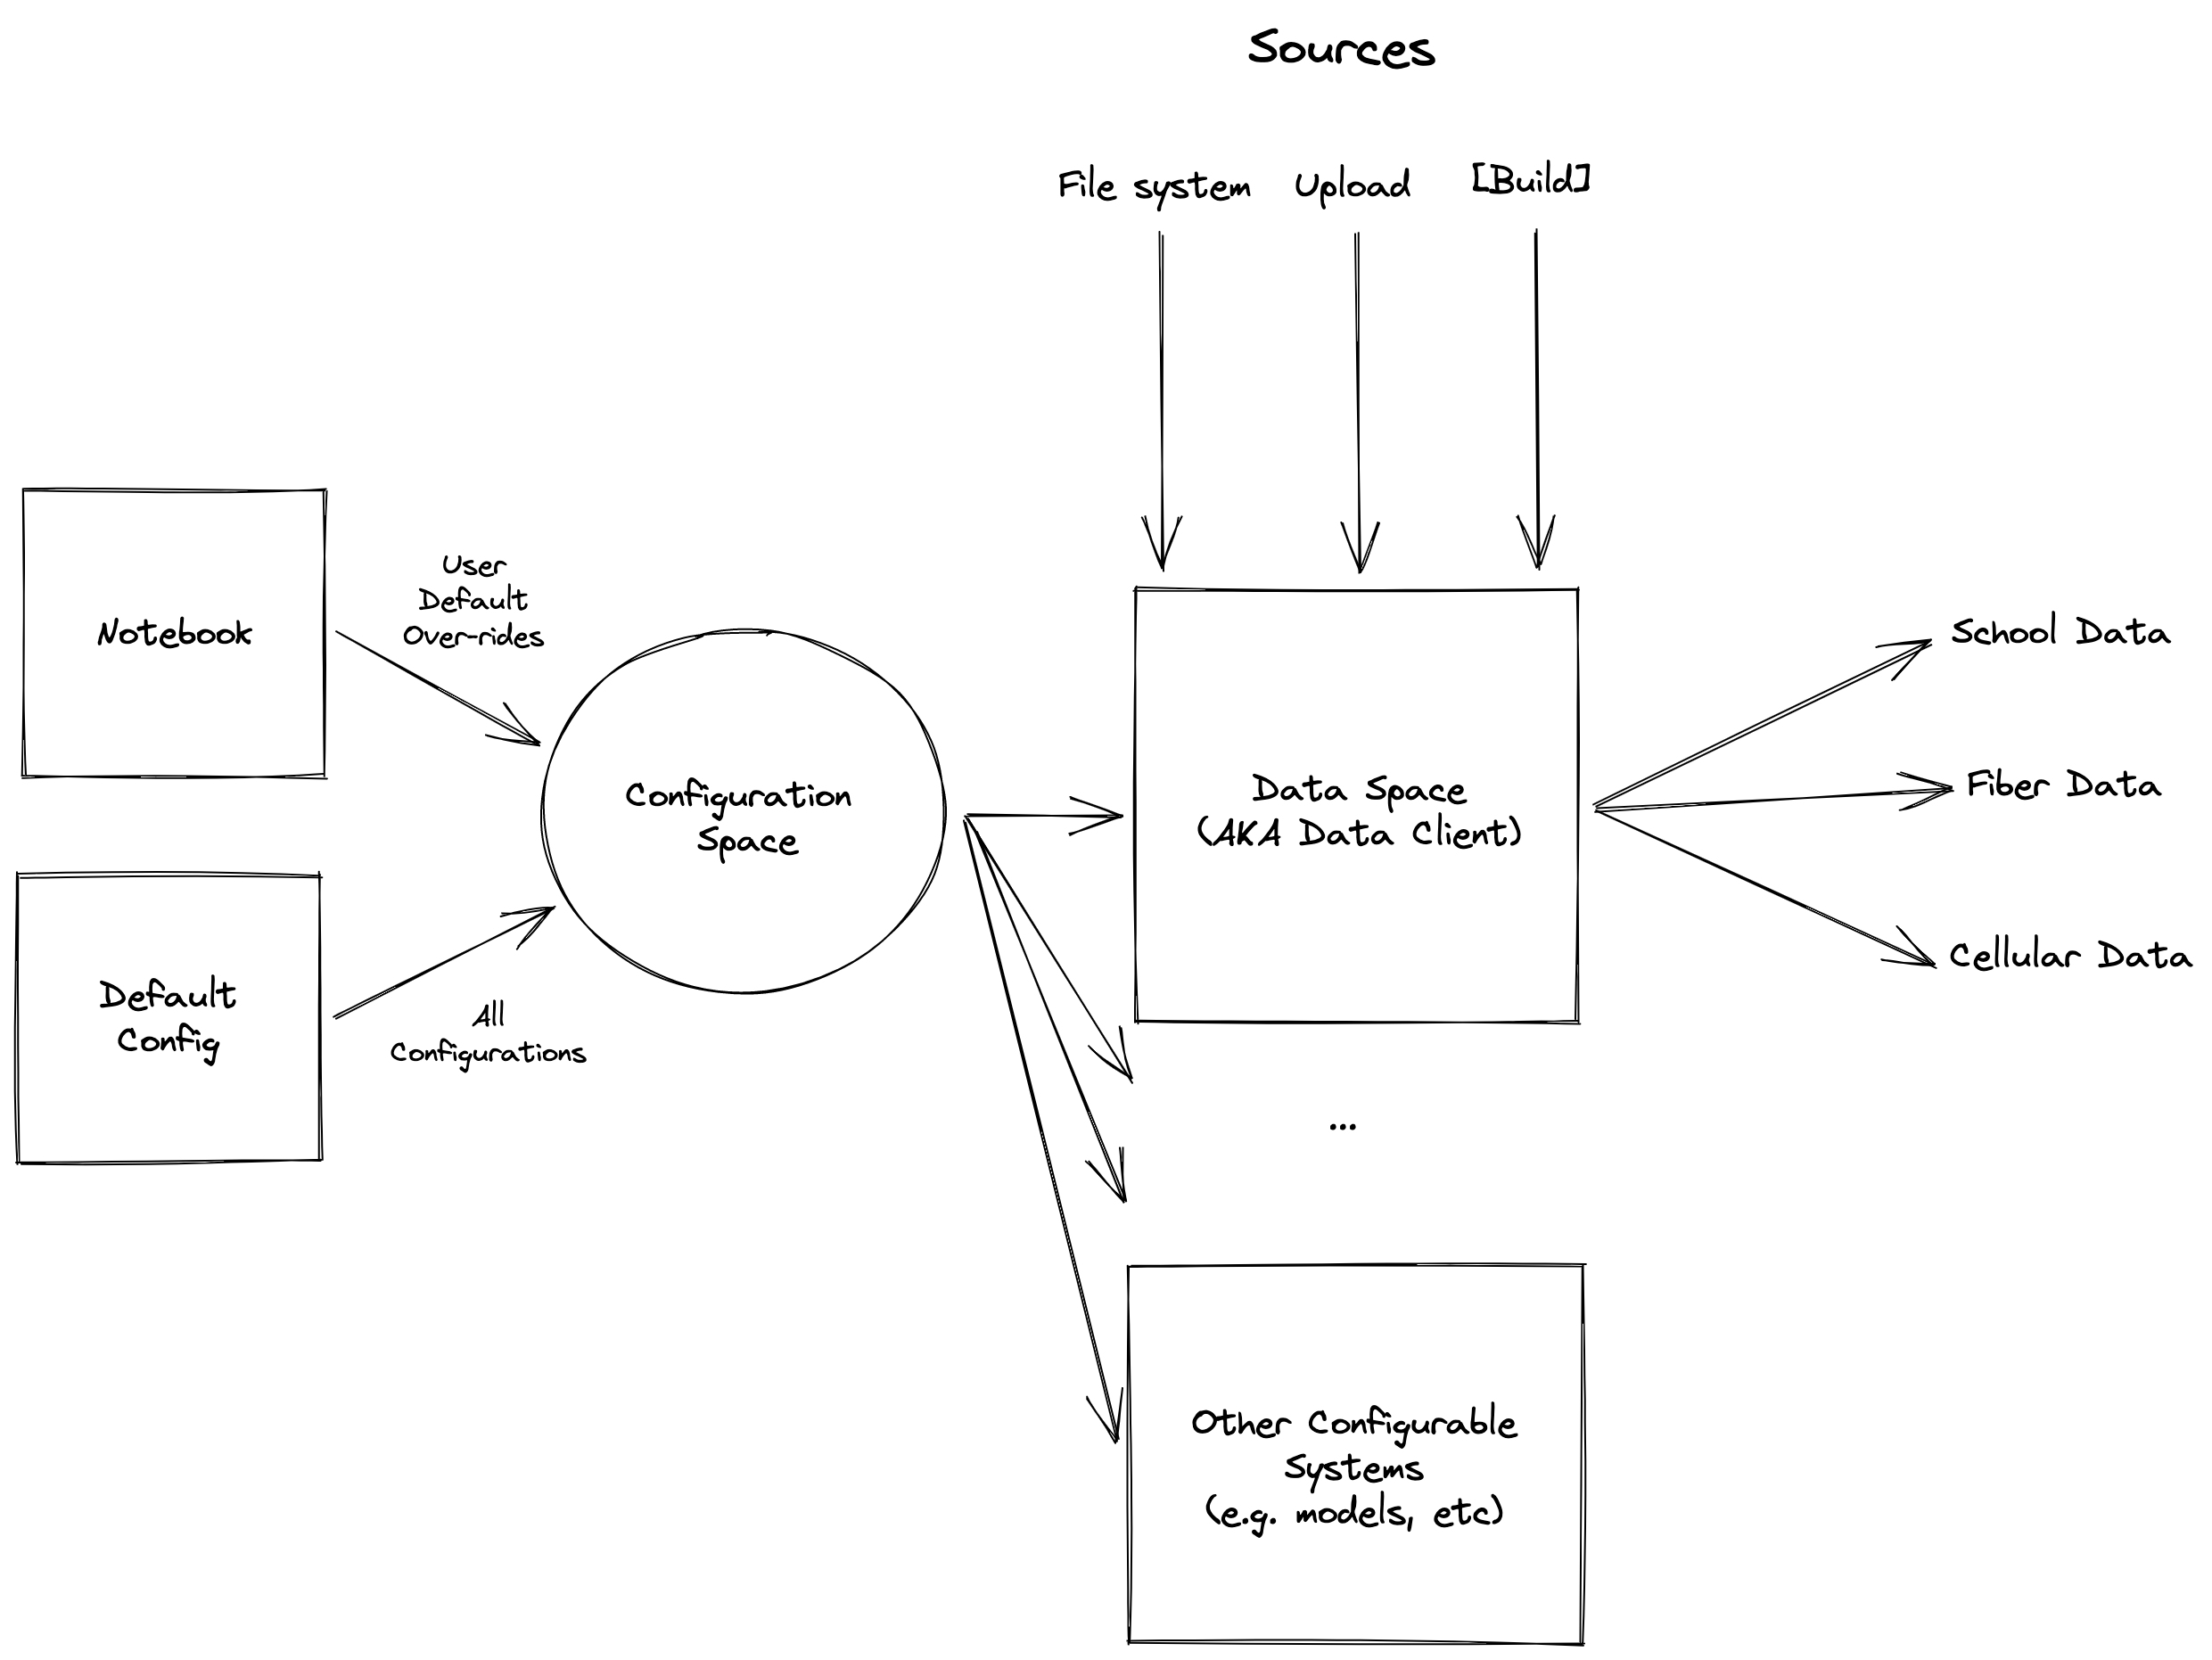 Sources
File system
Upload
[Build]
Notebook
User
Default
Over-rides
Default
Config
All
Configurations
Configuration
Space
Data Space
(AKA Data Client)
School Data
Fiber Data
Cellular Data
...
Other Configurable
Systems
(e.g. models, etc)